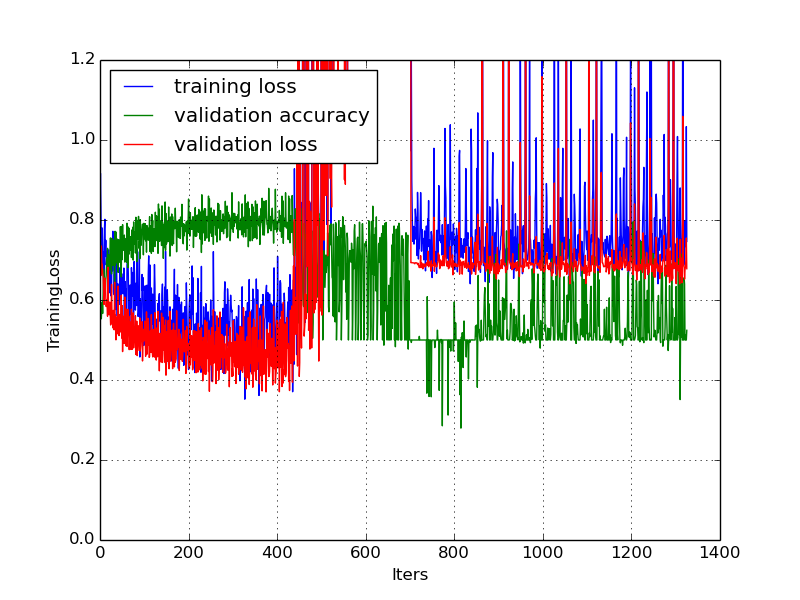 1.2
1.0
0.8
0.6
0.4
0.2
0.0
TrainingLoss
training loss
validation accuracy
validation loss
0 200 400 600 800 1000 1200 1400
Iters